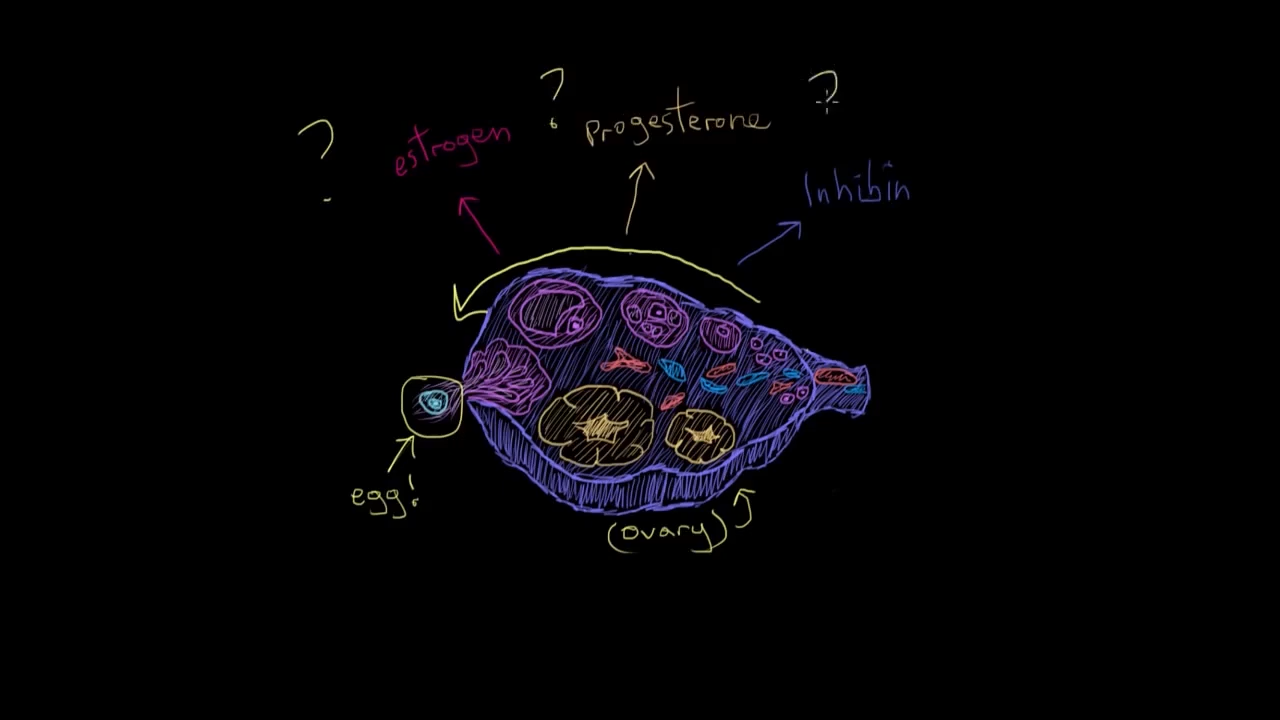 ? estrogen ? progesterone ?
Inhibin
egg!
(ovary)